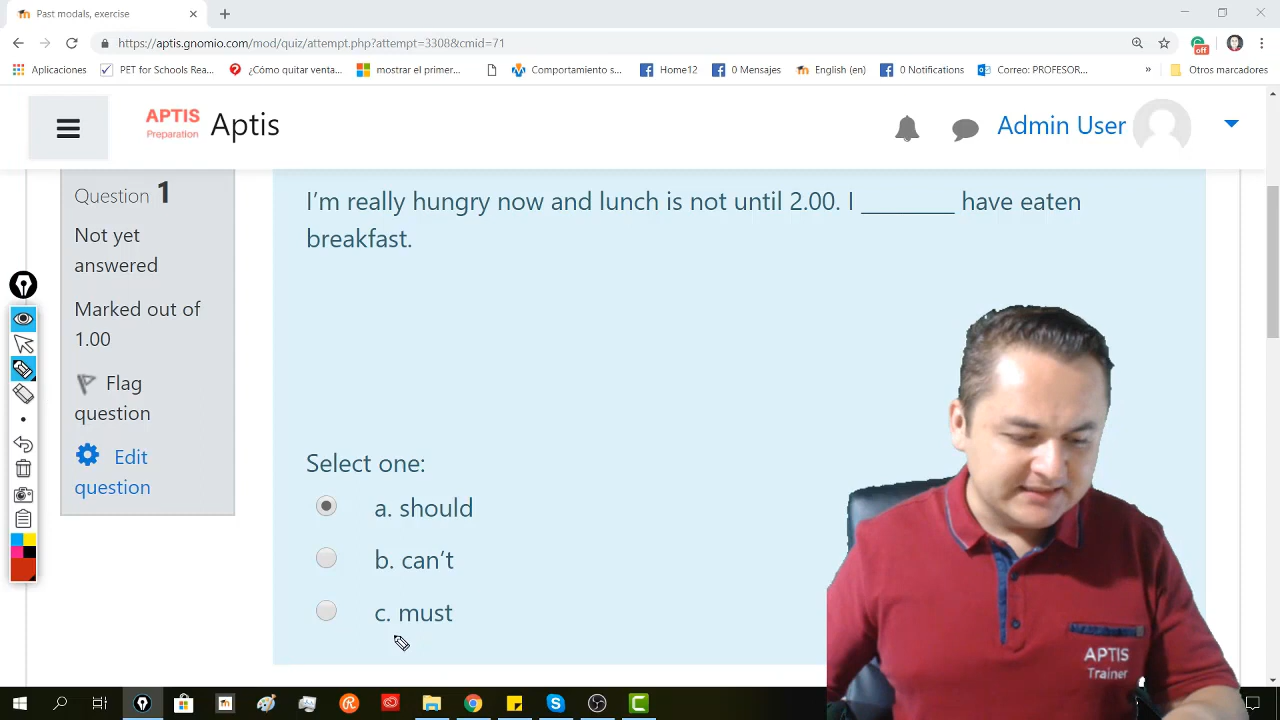 Past modals, exercise
https://aptis.gnomio.com/mod/quiz/attempt.php?attempt=3308&cmid=71
off
Aplicaciones
PET for Schools Rea...
¿Cómo quitar venta...
mostrar el primer...
Comportamiento s...
Home12
0 Mensajes
English (en)
0 Notifications
Correo: PROFESOR...
»
Otros marcadores
APTIS
Preparation
Aptis
Admin User
Question 1
Not yet
answered
Marked out of
1.00
Flag
question
Edit
question
I'm really hungry now and lunch is not until 2.00. I _________ have eaten
breakfast.
Select one:
a. should
b. can't
c. must
APTIS
Trainer